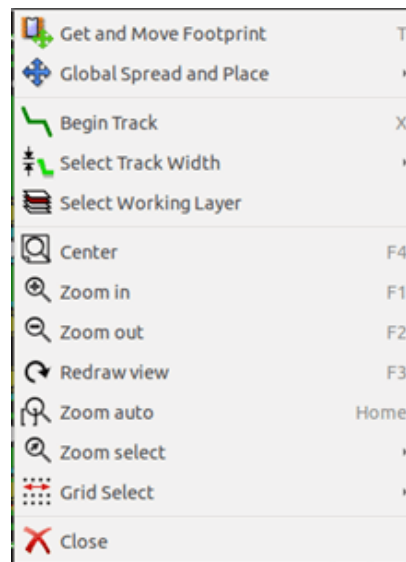 Get and Move Footprint T
Global Spread and Place
Begin Track X
Select Track Width
Select Working Layer
Center F4
Zoom in F1
Zoom out F2
Redraw view F3
Zoom auto Home
Zoom select
Grid Select
Close